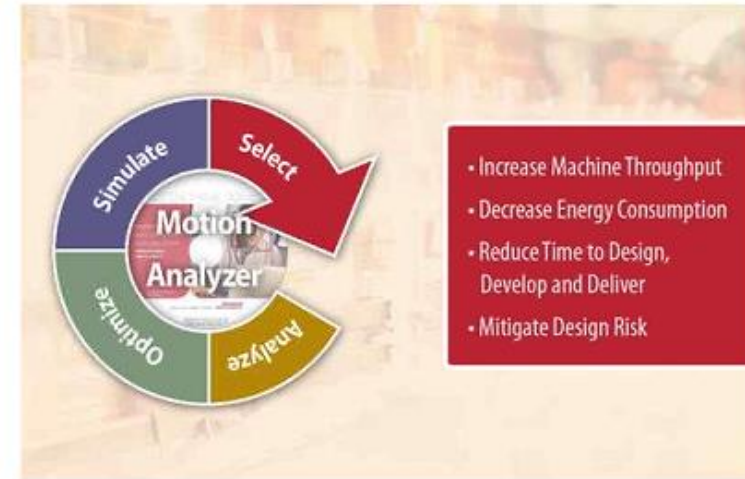 Simulate
Select
Motion
Analyzer
Optimize
Analyze
• Increase Machine Throughput
• Decrease Energy Consumption
• Reduce Time to Design,
Develop and Deliver
• Mitigate Design Risk